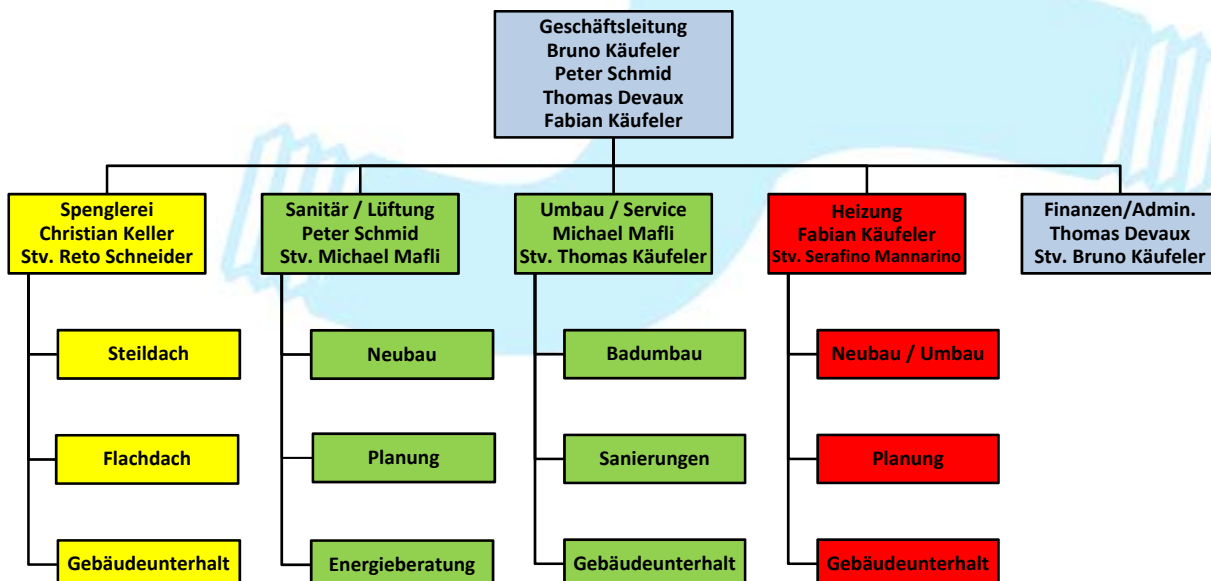 Geschäftsleitung
Bruno Käufeler
Peter Schmid
Thomas Devaux
Fabian Käufeler
Spenglerei
Christian Keller
Stv. Reto Schneider
Sanitär / Lüftung
Peter Schmid
Stv. Michael Mafli
Umbau / Service
Michael Mafli
Stv. Thomas Käufeler
Heizung
Fabian Käufeler
Stv. Serafino Mannarino
Finanzen/Admin.
Thomas Devaux
Stv. Bruno Käufeler
Steildach
Neubau
Badumbau
Neubau / Umbau
Flachdach
Planung
Sanierungen
Planung
Gebäudeunterhalt
Energieberatung
Gebäudeunterhalt
Gebäudeunterhalt